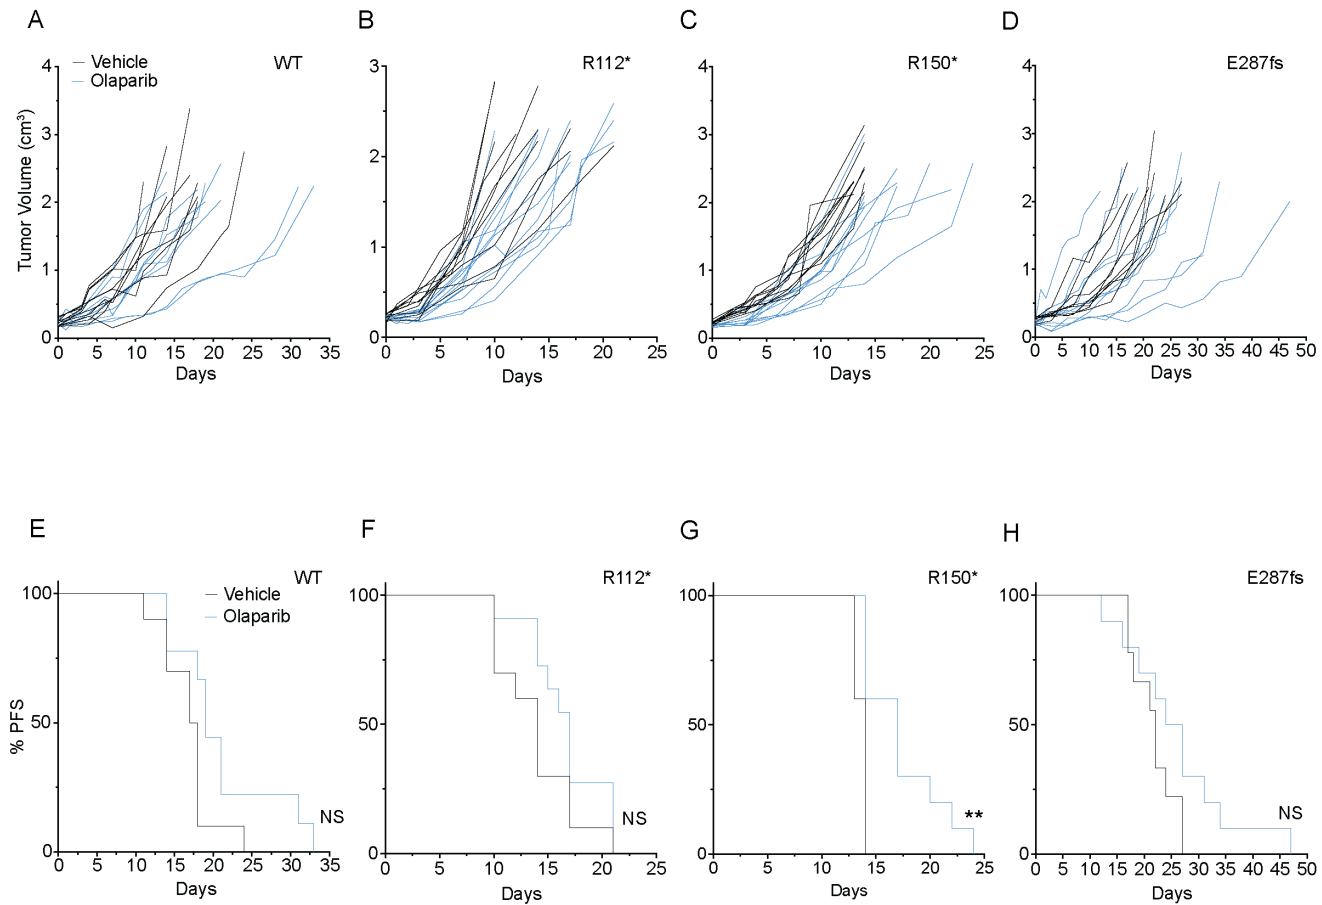 A
B
C
D
Vehicle
Olaparib
WT
R112*
R150*
E287fs
Tumor Volume (cm³)
4
3
2
1
0
0 5 10 15 20 25 30 35
Days
3
2
1
0
0 5 10 15 20 25
Days
4
3
2
1
0
0 5 10 15 20 25
Days
4
3
2
1
0
0 5 10 15 20 25 30 35 40 45 50
Days
E
F
G
H
WT
R112*
R150*
E287fs
Vehicle
Olaparib
% PFS
100
50
0
NS
0 5 10 15 20 25 30 35
Days
100
50
0
NS
0 5 10 15 20 25
Days
100
50
0
**
0 5 10 15 20 25
Days
100
50
0
NS
0 5 10 15 20 25 30 35 40 45 50
Days